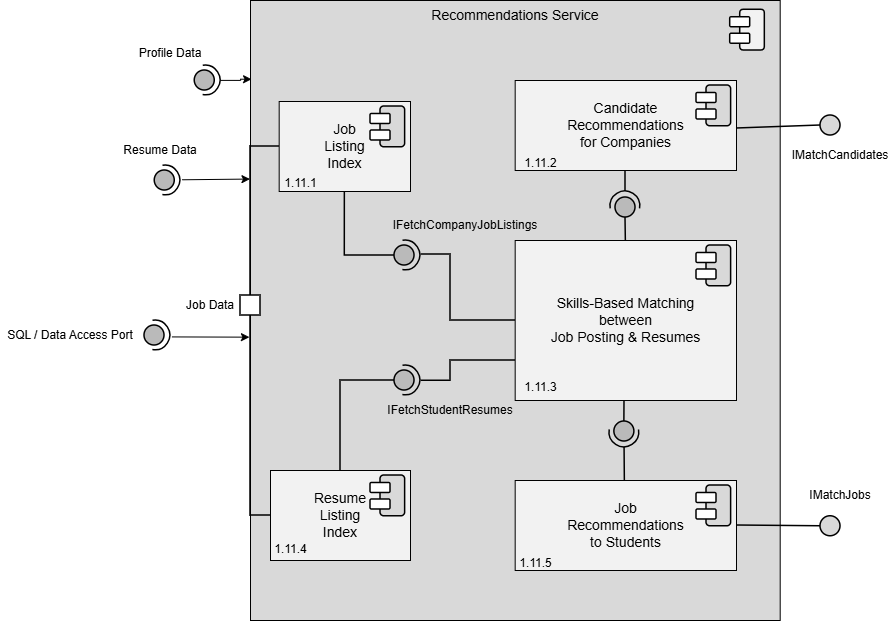 Recommendations Service
Profile Data
Job
Listing
Index
1.11.1
Candidate
Recommendations
for Companies
1.11.2
IMatchCandidates
Resume Data
IFetchCompanyJobListings
Job Data
SQL / Data Access Port
Skills-Based Matching
between
Job Posting & Resumes
1.11.3
IFetchStudentResumes
Resume
Listing
Index
1.11.4
Job
Recommendations
to Students
1.11.5
IMatchJobs